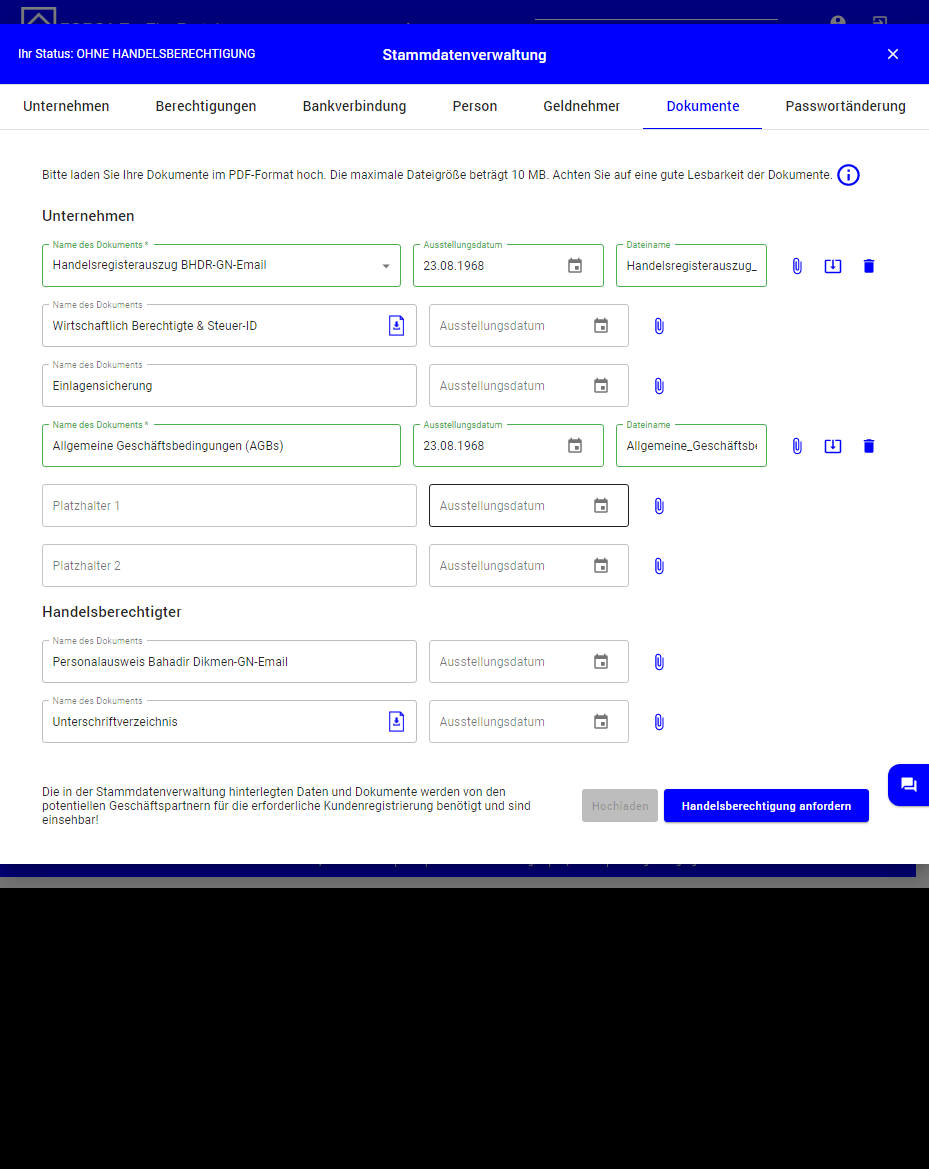 Ihr Status: OHNE HANDELSBERECHTIGUNG
Stammdatenverwaltung
Unternehmen Berechtigungen Bankverbindung Person Geldnehmer Dokumente Passwortänderung
Bitte laden Sie Ihre Dokumente im PDF-Format hoch. Die maximale Dateigröße beträgt 10 MB. Achten Sie auf eine gute Lesbarkeit der Dokumente.
Unternehmen
Name des Dokuments * Ausstellungsdatum Dateiname
Handelsregisterauszug BHDR-GN-Email 23.08.1968 Handelsregisterauszug_
Name des Dokuments
Wirtschaftlich Berechtigte & Steuer-ID Ausstellungsdatum
Name des Dokuments
Einlagensicherung Ausstellungsdatum
Name des Dokuments * Ausstellungsdatum Dateiname
Allgemeine Geschäftsbedingungen (AGBs) 23.08.1968 Allgemeine_Geschäftsbe
Platzhalter 1 Ausstellungsdatum
Platzhalter 2 Ausstellungsdatum
Handelsberechtigter
Name des Dokuments
Personalausweis Bahadir Dikmen-GN-Email Ausstellungsdatum
Name des Dokuments
Unterschriftverzeichnis Ausstellungsdatum
Die in der Stammdatenverwaltung hinterlegten Daten und Dokumente werden von den
potentiellen Geschäftspartnern für die erforderliche Kundenregistrierung benötigt und sind
einsehbar!
Hochladen Handelsberechtigung anfordern